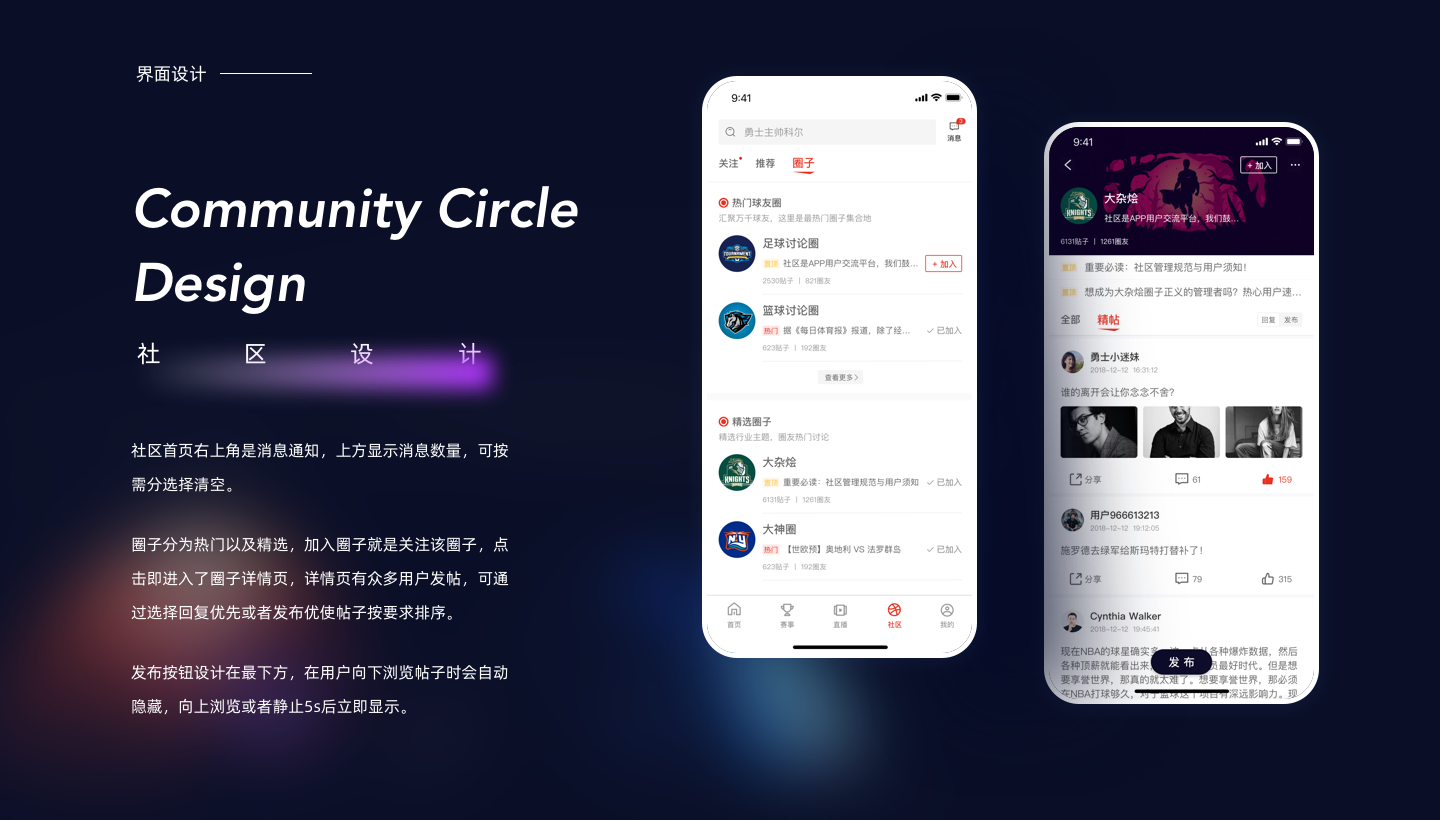 界面设计
Community Circle
Design
社区设计
社区首页右上角是消息通知，上方显示消息数量，可按
需分选择清空。
圈子分为热门以及精选，加入圈子就是关注该圈子，点
击即进入了圈子详情页，详情页有众多用户发帖，可通
过选择回复优先或者发布优使帖子按要求排序。
发布按钮设计在最下方，在用户向下浏览帖子时会自动
隐藏，向上浏览或者静止5s后立即显示。
9:41
勇士主帅科尔
消息
关注 推荐 圈子
热门球友圈
汇聚万千球友，这里是最热门圈子集合地
足球讨论圈
置顶 社区是APP用户交流平台，我们鼓... + 加入
2530贴子 | 821圈友
篮球讨论圈
热门 据《每日体育报》报道，除了经... 已加入
623贴子 | 192圈友
查看更多
精选圈子
精选行业主题，圈友热门讨论
KNIGHTS
大杂烩
置顶 重要必读：社区管理规范与用户须知 已加入
6131贴子 | 1261圈友
大神圈
热门 【世欧预】奥地利 VS 法罗群岛 已加入
623贴子 | 192圈友
首页 赛事 直播 社区 我的
9:41
+ 加入 ...
KNIGHTS
大杂烩
社区是APP用户交流平台，我们鼓...
6131贴子 | 1261圈友
置顶 重要必读：社区管理规范与用户须知！
置顶 想成为大杂烩圈子正义的管理者吗？热心用户速...
全部 精帖 回复 发布
勇士小迷妹
2018-12-12 16:31:12
谁的离开会让你念念不舍?
分享 61 159
用户966613213
2018-12-12 19:12:05
施罗德去绿军给斯玛特打替补了！
分享 79 315
Cynthia Walker
2018-12-12 19:45:41
现在NBA的球星确实多 各种爆炸数据，然后
各种顶薪就能看出来 员最好时代。但是想
发布
要享誉世界，那真的就太难了。想要享誉世界，那必须
在NBA打球够久，对于篮球这个项目有深远影响力。现